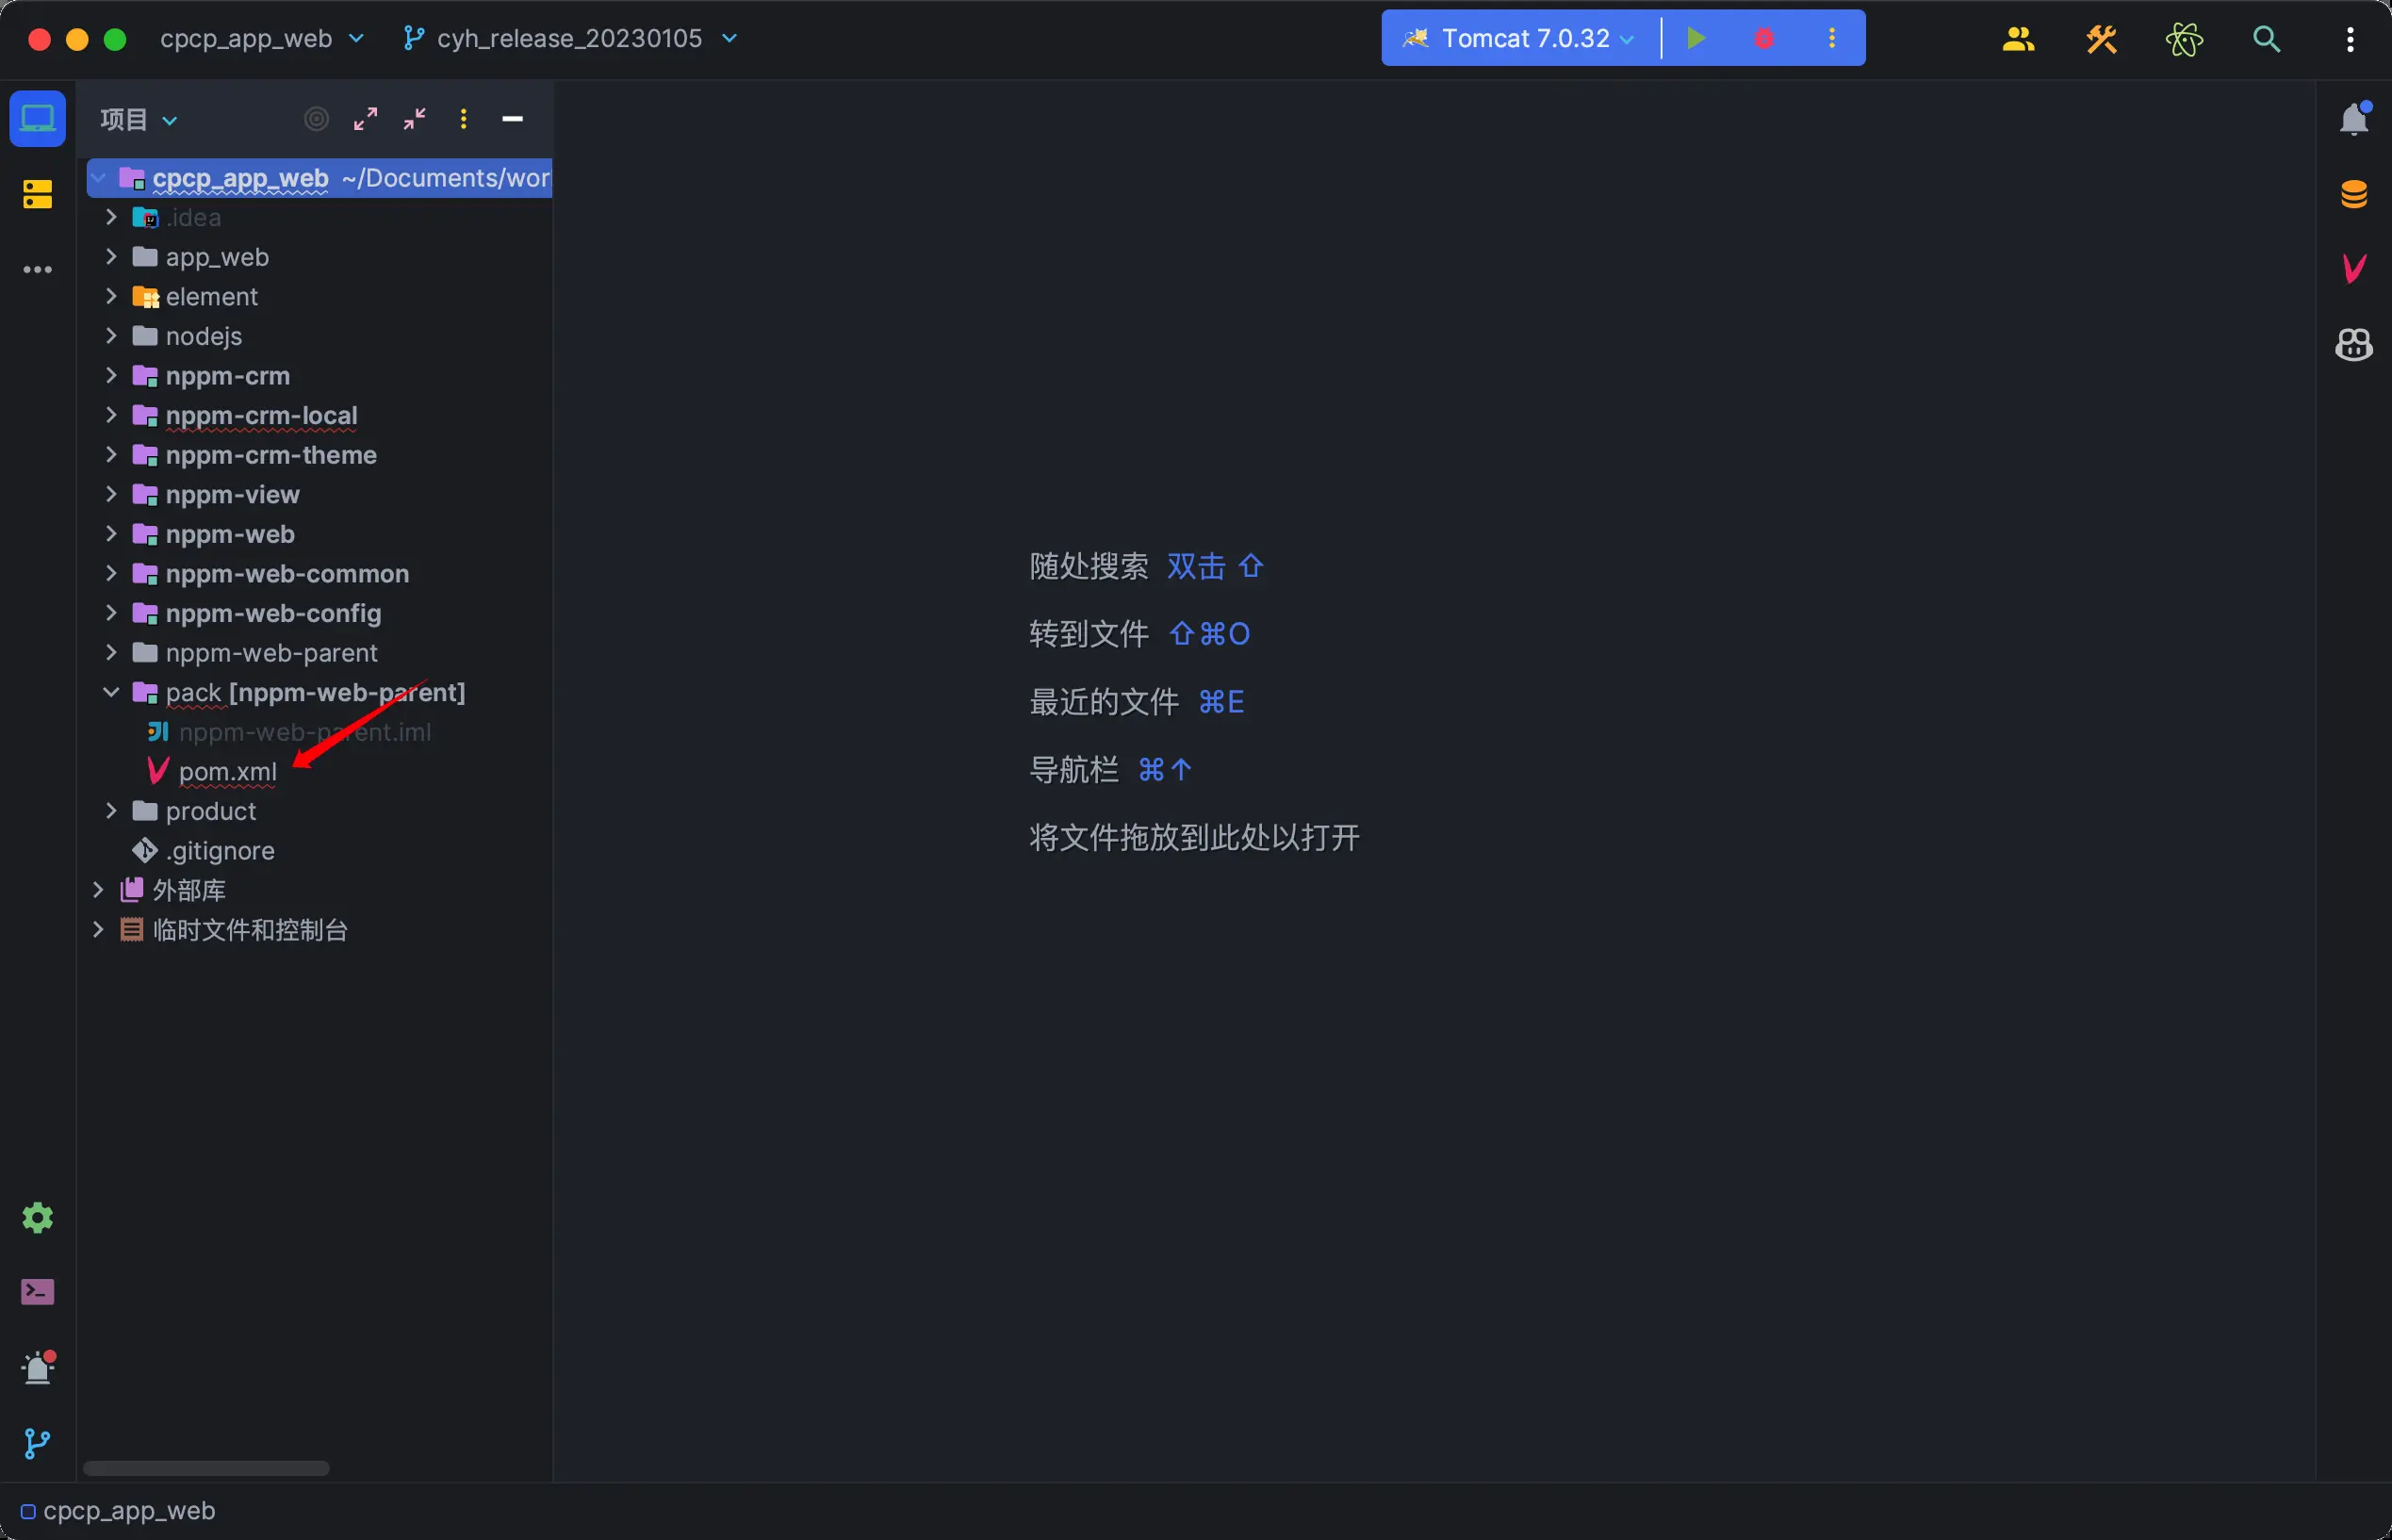 cpcp_app_web
cyh_release_20230105
Tomcat 7.0.32
项目
cpcp_app_web ~/Documents/wor
.idea
app_web
element
nodejs
nppm-crm
nppm-crm-local
nppm-crm-theme
nppm-view
nppm-web
nppm-web-common
nppm-web-config
nppm-web-parent
pack [nppm-web-parent]
nppm-web-parent.iml
pom.xml
product
.gitignore
外部库
临时文件和控制台
随处搜索 双击 ⇧
转到文件 ⇧⌘O
最近的文件 ⌘E
导航栏 ⌘↑
将文件拖放到此处以打开
cpcp_app_web